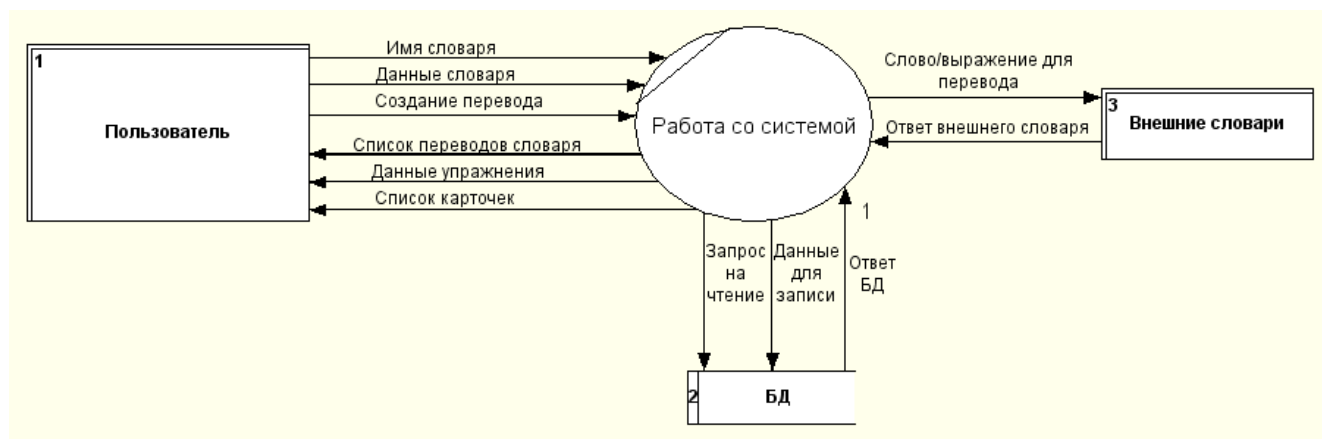 1
Пользователь
Имя словаря
Данные словаря
Создание перевода
Список переводов словаря
Данные упражнения
Список карточек
Работа со системой
1
Слово/выражение для
перевода
Ответ внешнего словаря
3
Внешние словари
Запрос
на
чтение
Данные
для
записи
Ответ
БД
2
БД